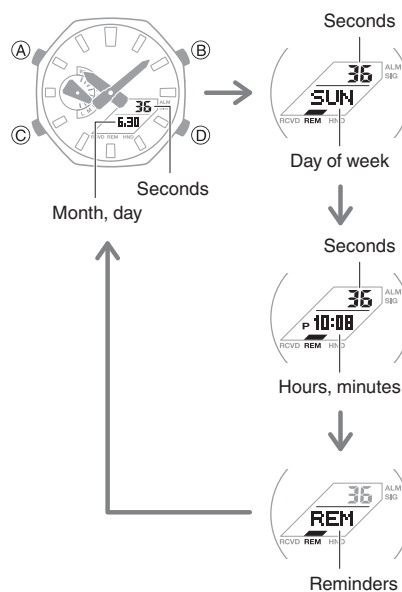 A
B
C
D
36
ALM
6.30
RCVD REM HND
Seconds
Month, day
Seconds
36
ALM
SIG
SUN
RCVD REM HND
Day of week
Seconds
36
ALM
SIG
P 10:08
RCVD REM HND
Hours, minutes
36
ALM
SIG
REM
RCVD REM HND
Reminders